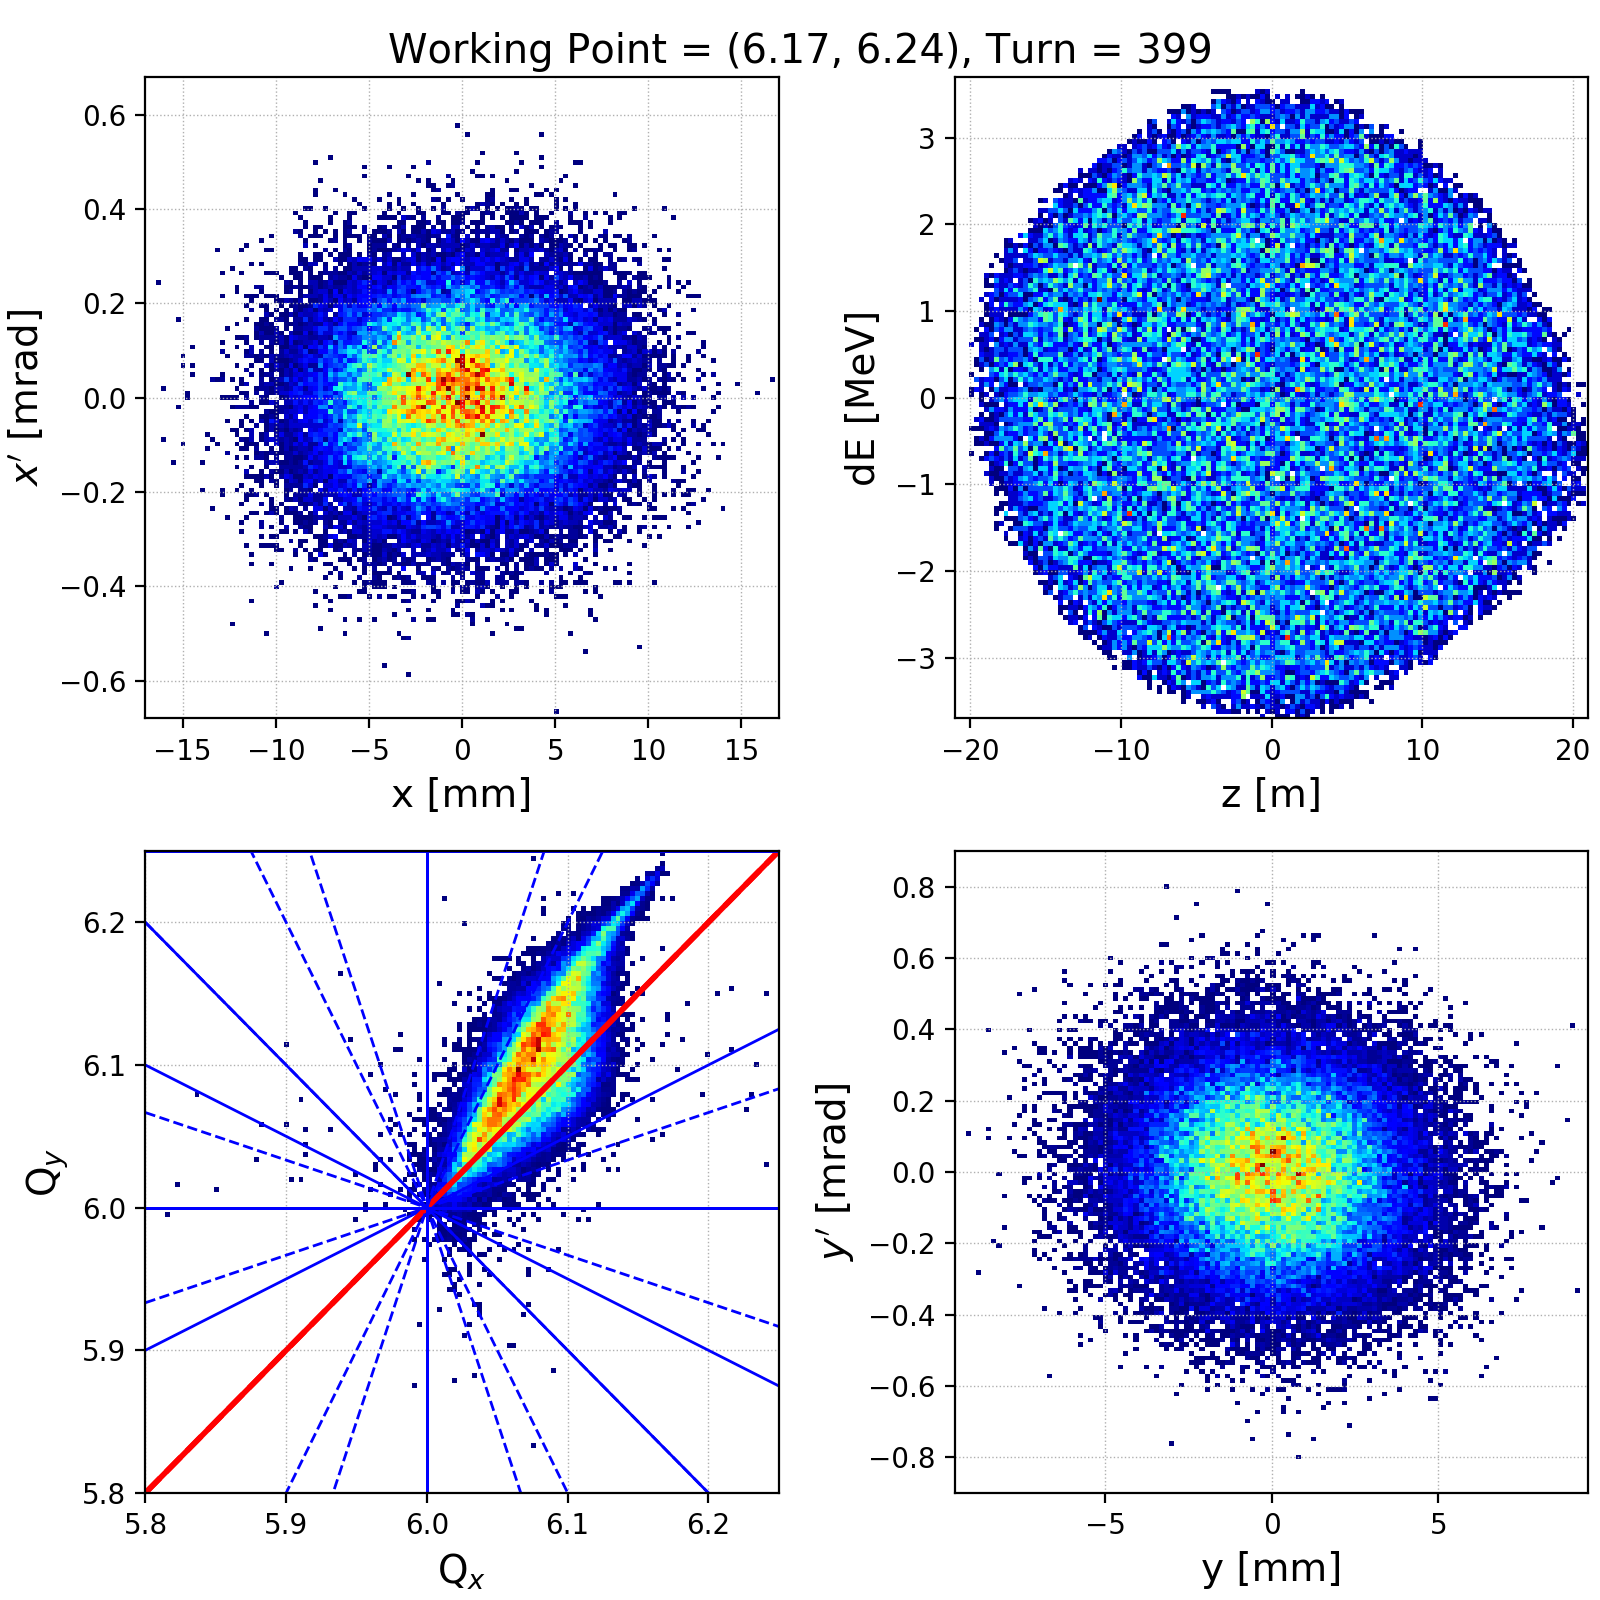 Working Point = (6.17, 6.24), Turn = 399
0.6
0.4
0.2
0.0
−0.2
−0.4
−0.6
x′ [mrad]
−15 −10 −5 0 5 10 15
x [mm]
3
2
1
0
−1
−2
−3
dE [MeV]
−20 −10 0 10 20
z [m]
6.2
6.1
6.0
5.9
5.8
Qy
5.8 5.9 6.0 6.1 6.2
Qx
0.8
0.6
0.4
0.2
0.0
−0.2
−0.4
−0.6
−0.8
y′ [mrad]
−5 0 5
y [mm]